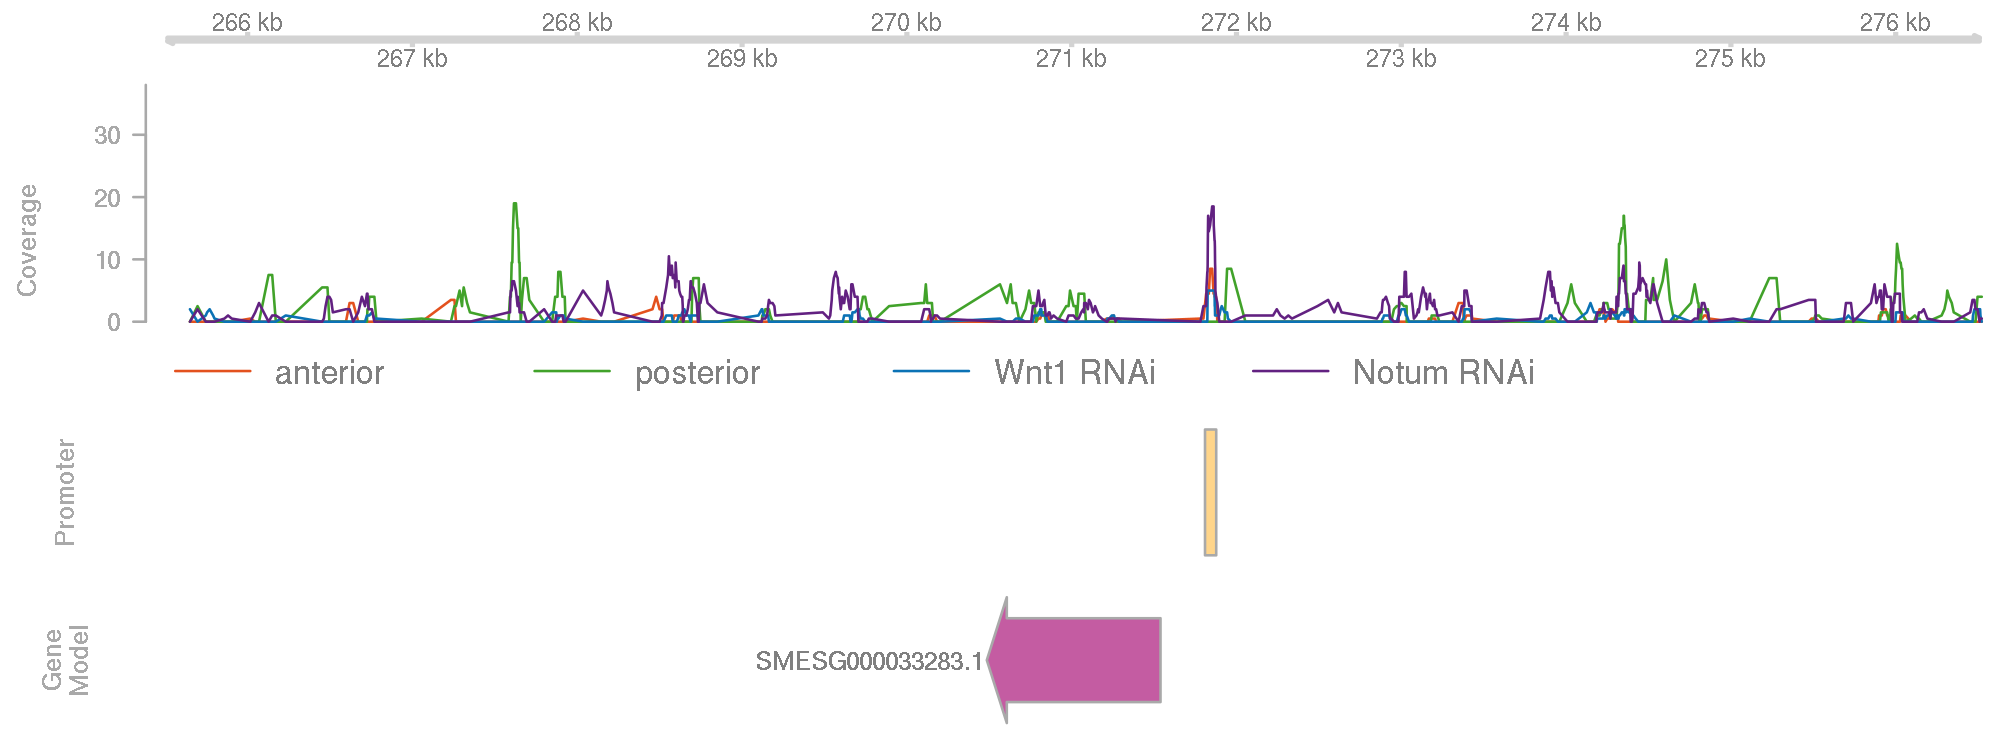 266 kb 268 kb 270 kb 272 kb 274 kb 276 kb
267 kb 269 kb 271 kb 273 kb 275 kb
30
20
10
0
Coverage
anterior posterior Wnt1 RNAi Notum RNAi
Promoter
Gene
Model
SMESG000033283.1